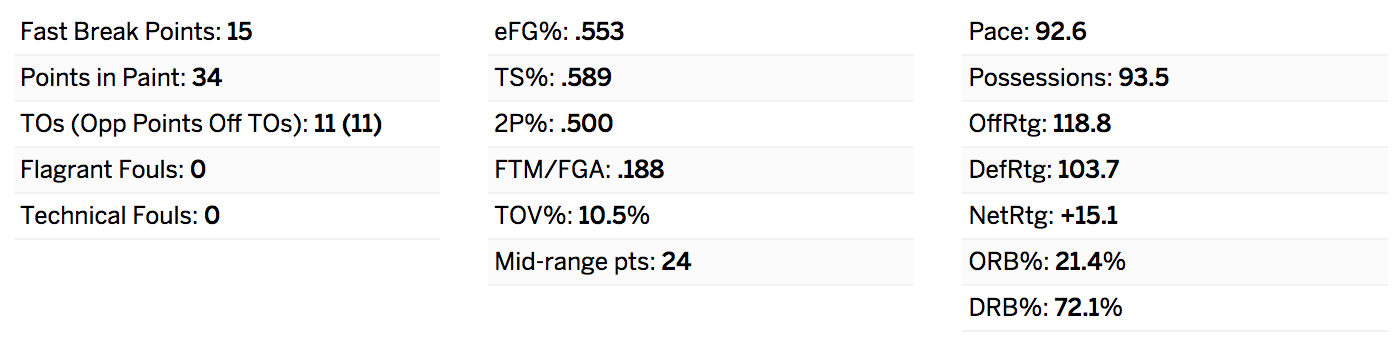 Fast Break Points: 15
Points in Paint: 34
TOs (Opp Points Off TOs): 11 (11)
Flagrant Fouls: 0
Technical Fouls: 0
eFG%: .553
TS%: .589
2P%: .500
FTM/FGA: .188
TOV%: 10.5%
Mid-range pts: 24
Pace: 92.6
Possessions: 93.5
OffRtg: 118.8
DefRtg: 103.7
NetRtg: +15.1
ORB%: 21.4%
DRB%: 72.1%